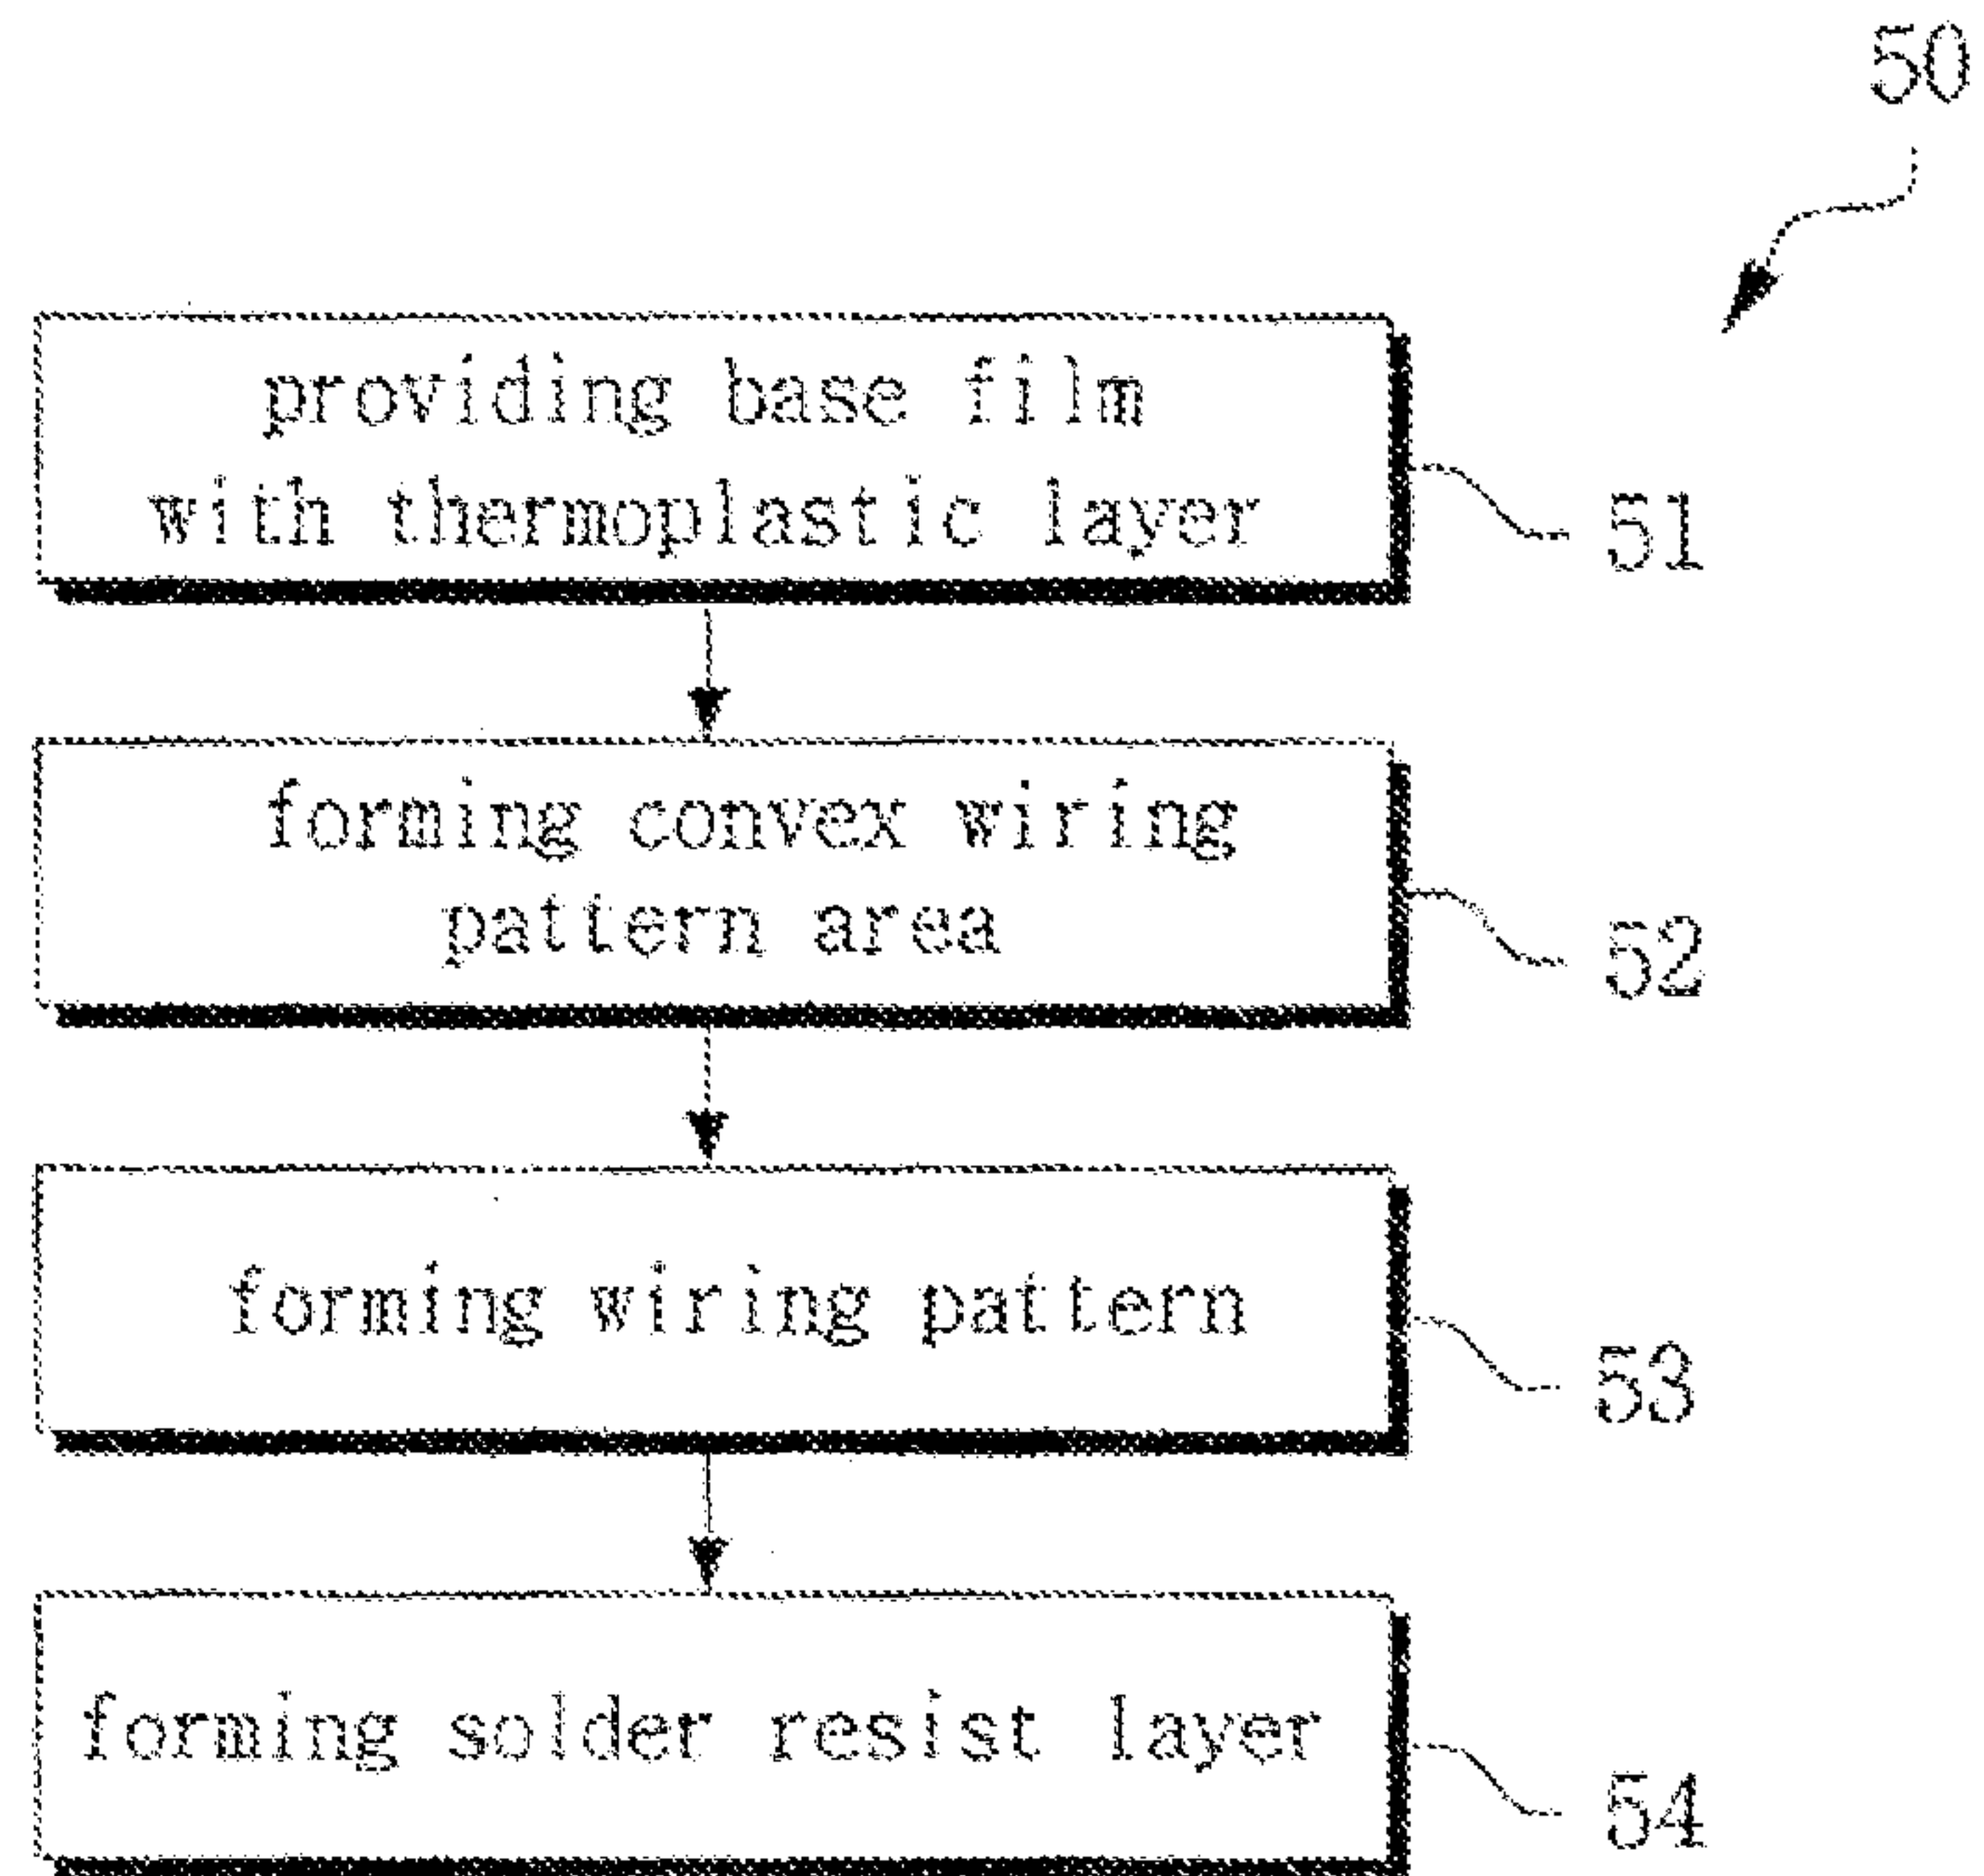 50
providing base film
with thermoplastic layer
51
forming convex wiring
pattern area
52
forming wiring pattern
53
forming solder resist layer
54